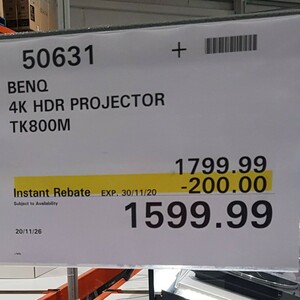 50631 +
BENQ
4K HDR PROJECTOR
TK800M
1799.99
Instant Rebate EXP. 30/11/20 -200.00
Subject to Availability
1599.99
20/11/26